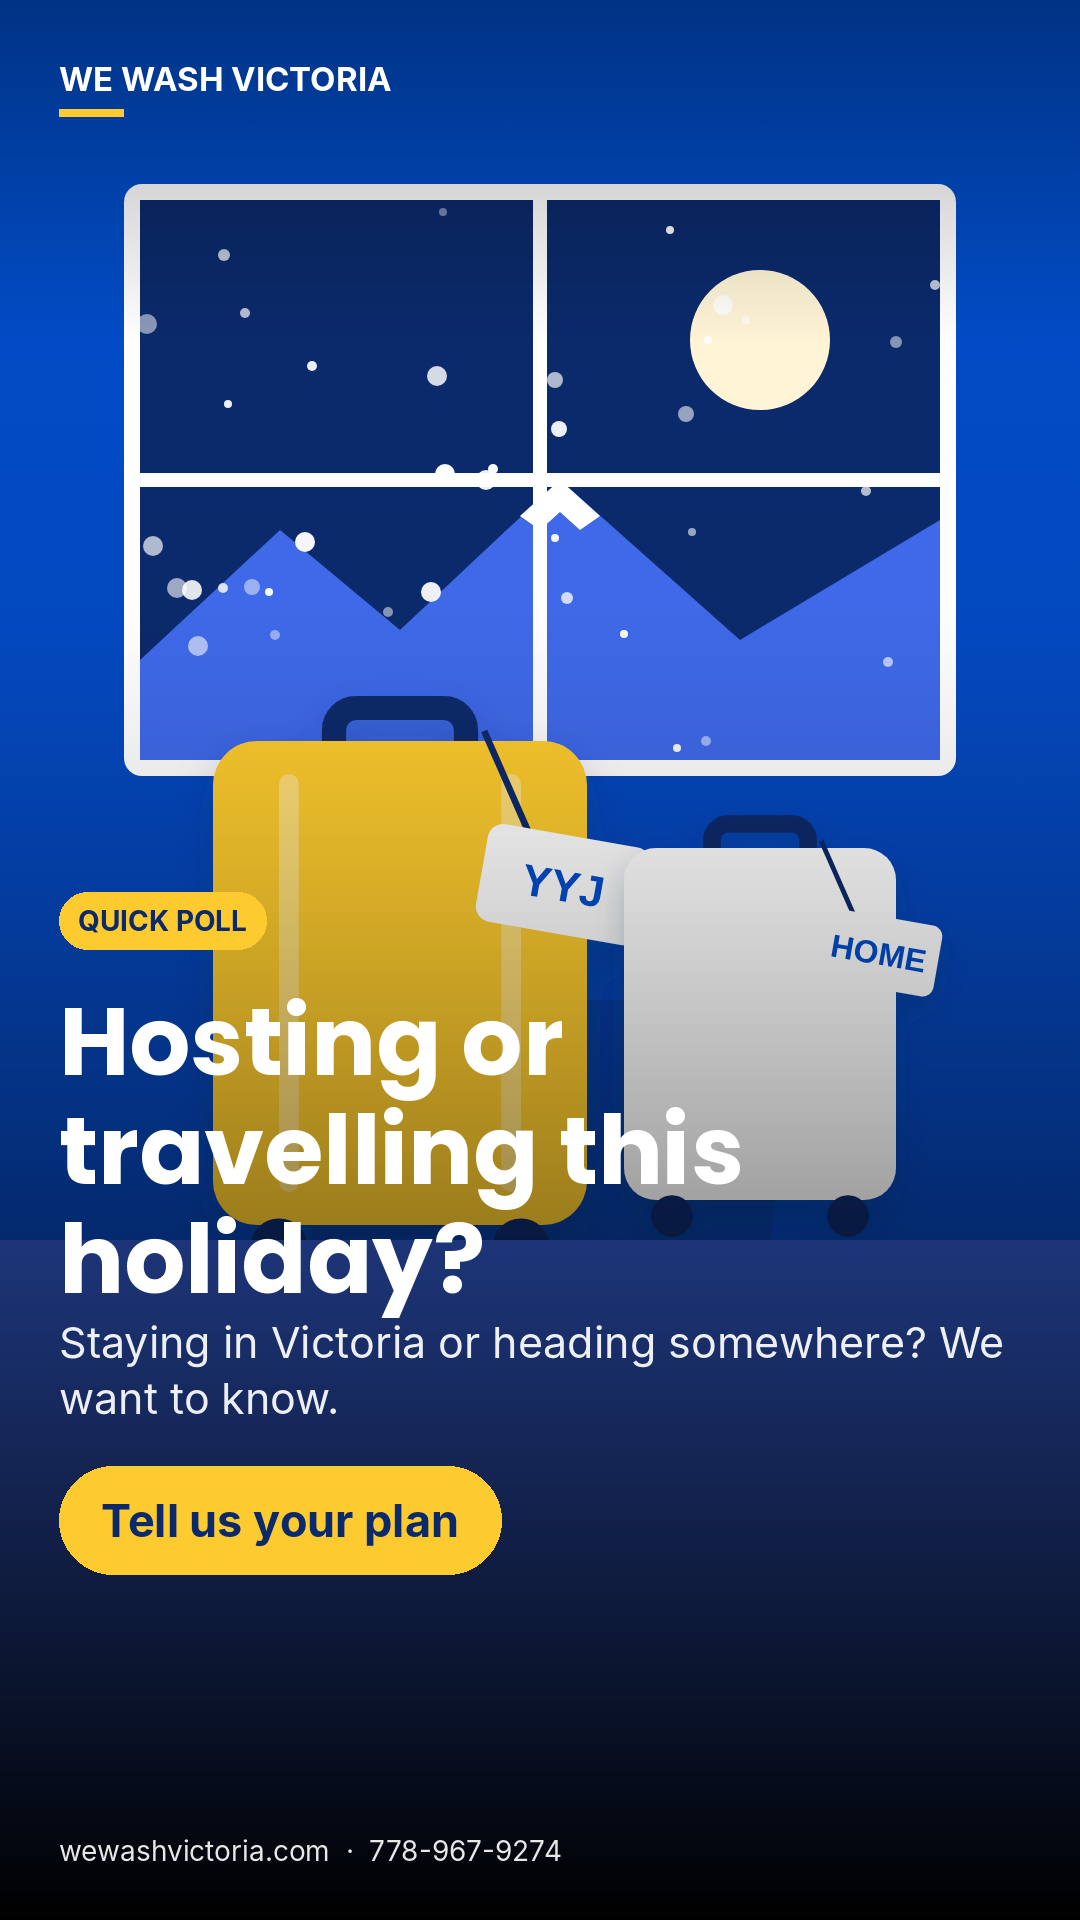 WE WASH VICTORIA
YYJ
HOME
QUICK POLL
Hosting or
travelling this
holiday?
Staying in Victoria or heading somewhere? We
want to know.
Tell us your plan
wewashvictoria.com · 778-967-9274